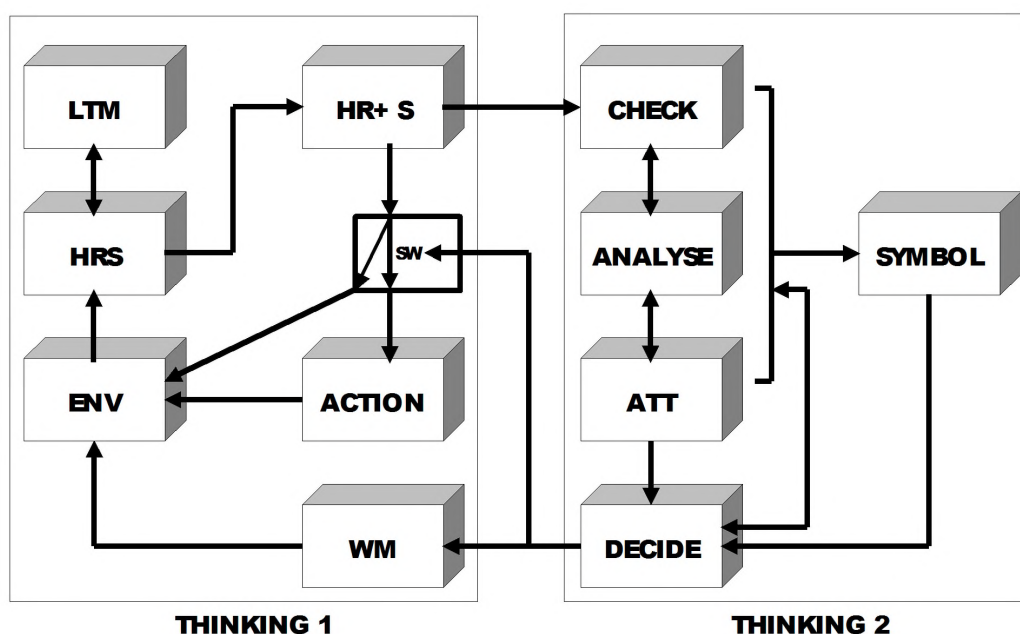 LTM
HR+ S
CHECK
HRS
SW
ANALYSE
SYMBOL
ENV
ACTION
ATT
WM
DECIDE
THINKING 1
THINKING 2